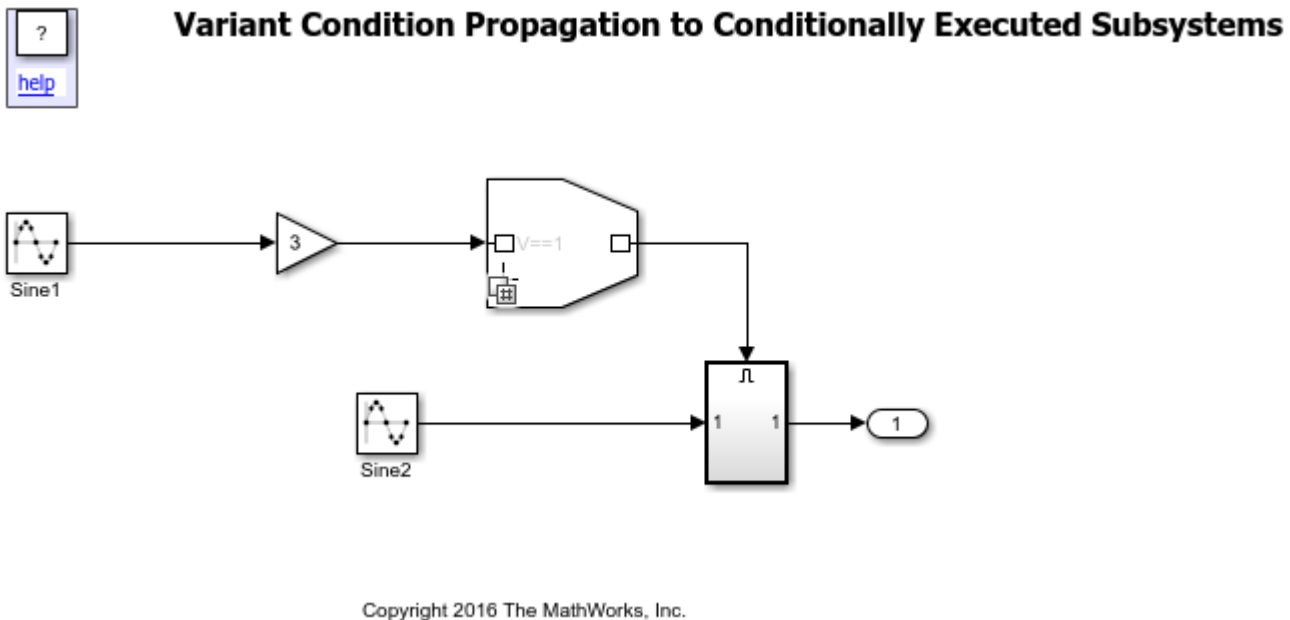 ?
Variant Condition Propagation to Conditionally Executed Subsystems
help
3
V==1
Sine1
1
1
1
Sine2
Copyright 2016 The MathWorks, Inc.